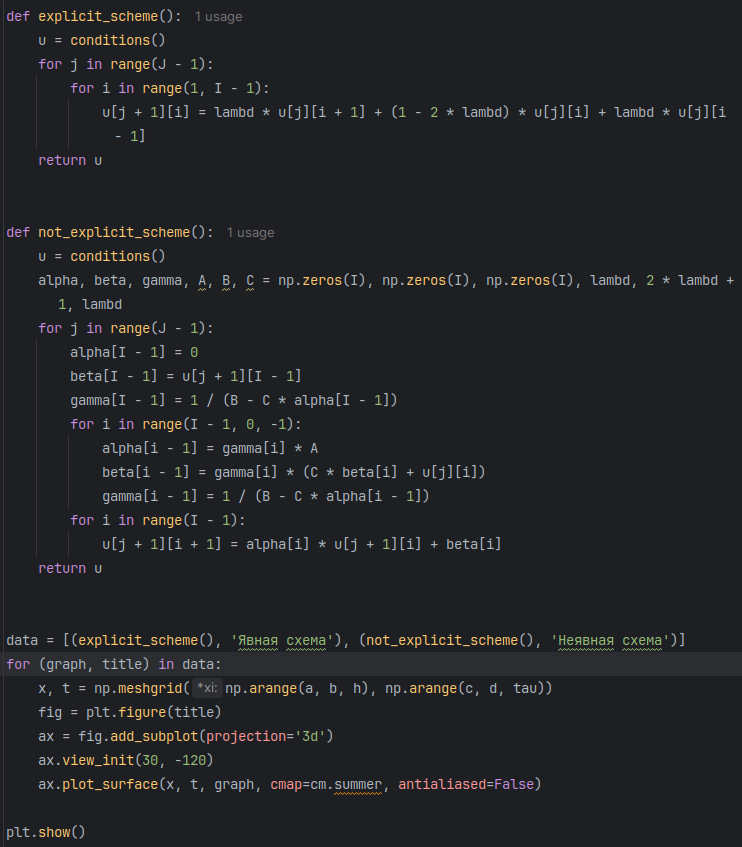 def explicit_scheme():  1 usage
    u = conditions()
    for j in range(J - 1):
        for i in range(1, I - 1):
            u[j + 1][i] = lambd * u[j][i + 1] + (1 - 2 * lambd) * u[j][i] + lambd * u[j][i
             - 1]
    return u
def not_explicit_scheme():  1 usage
    u = conditions()
    alpha, beta, gamma, A, B, C = np.zeros(I), np.zeros(I), np.zeros(I), lambd, 2 * lambd +
      1, lambd
    for j in range(J - 1):
        alpha[I - 1] = 0
        beta[I - 1] = u[j + 1][I - 1]
        gamma[I - 1] = 1 / (B - C * alpha[I - 1])
        for i in range(I - 1, 0, -1):
            alpha[i - 1] = gamma[i] * A
            beta[i - 1] = gamma[i] * (C * beta[i] + u[j][i])
            gamma[i - 1] = 1 / (B - C * alpha[i - 1])
        for i in range(I - 1):
            u[j + 1][i + 1] = alpha[i] * u[j + 1][i] + beta[i]
    return u
data = [(explicit_scheme(), 'Явная схема'), (not_explicit_scheme(), 'Неявная схема')]
for (graph, title) in data:
    x, t = np.meshgrid( *xi: np.arange(a, b, h), np.arange(c, d, tau))
    fig = plt.figure(title)
    ax = fig.add_subplot(projection='3d')
    ax.view_init(30, -120)
    ax.plot_surface(x, t, graph, cmap=cm.summer, antialiased=False)
plt.show()